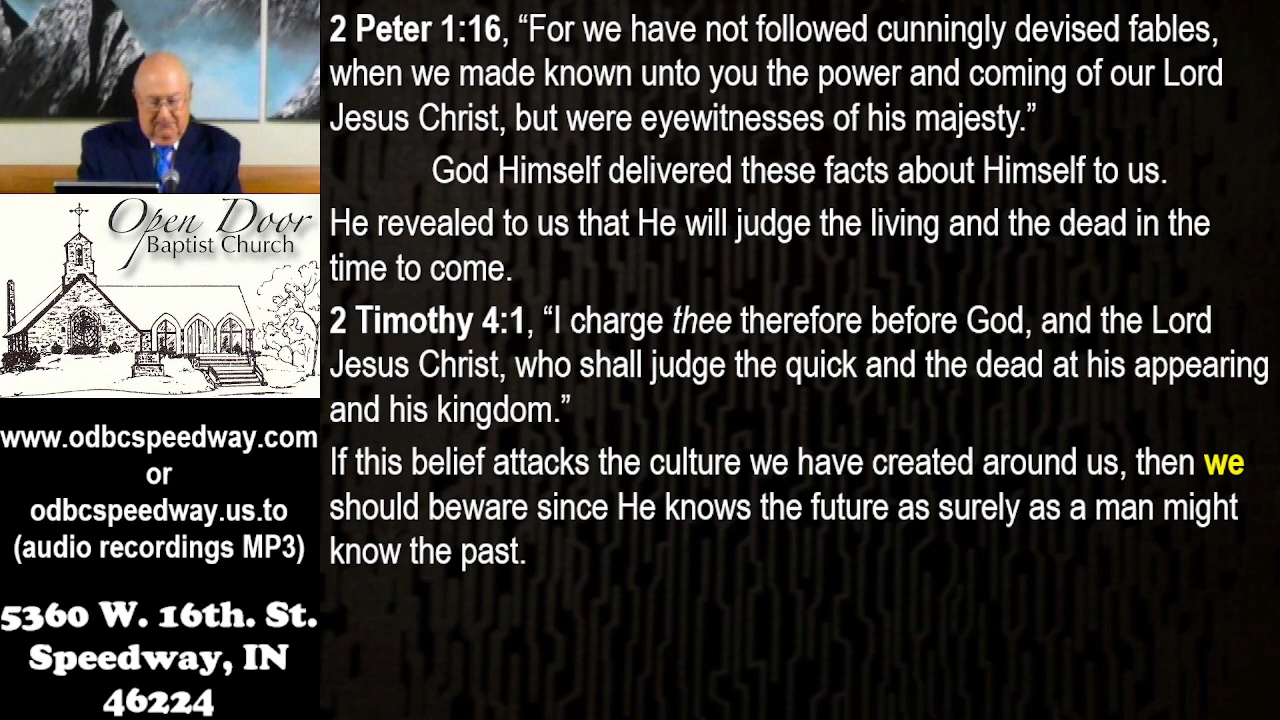 Open Door
Baptist Church
www.odbcspeedway.com
or
odbcspeedway.us.to
(audio recordings MP3)
5360 W. 16th. St.
Speedway, IN
46224
2 Peter 1:16, “For we have not followed cunningly devised fables,
when we made known unto you the power and coming of our Lord
Jesus Christ, but were eyewitnesses of his majesty.”
God Himself delivered these facts about Himself to us.
He revealed to us that He will judge the living and the dead in the
time to come.
2 Timothy 4:1, “I charge thee therefore before God, and the Lord
Jesus Christ, who shall judge the quick and the dead at his appearing
and his kingdom.”
If this belief attacks the culture we have created around us, then we
should beware since He knows the future as surely as a man might
know the past.